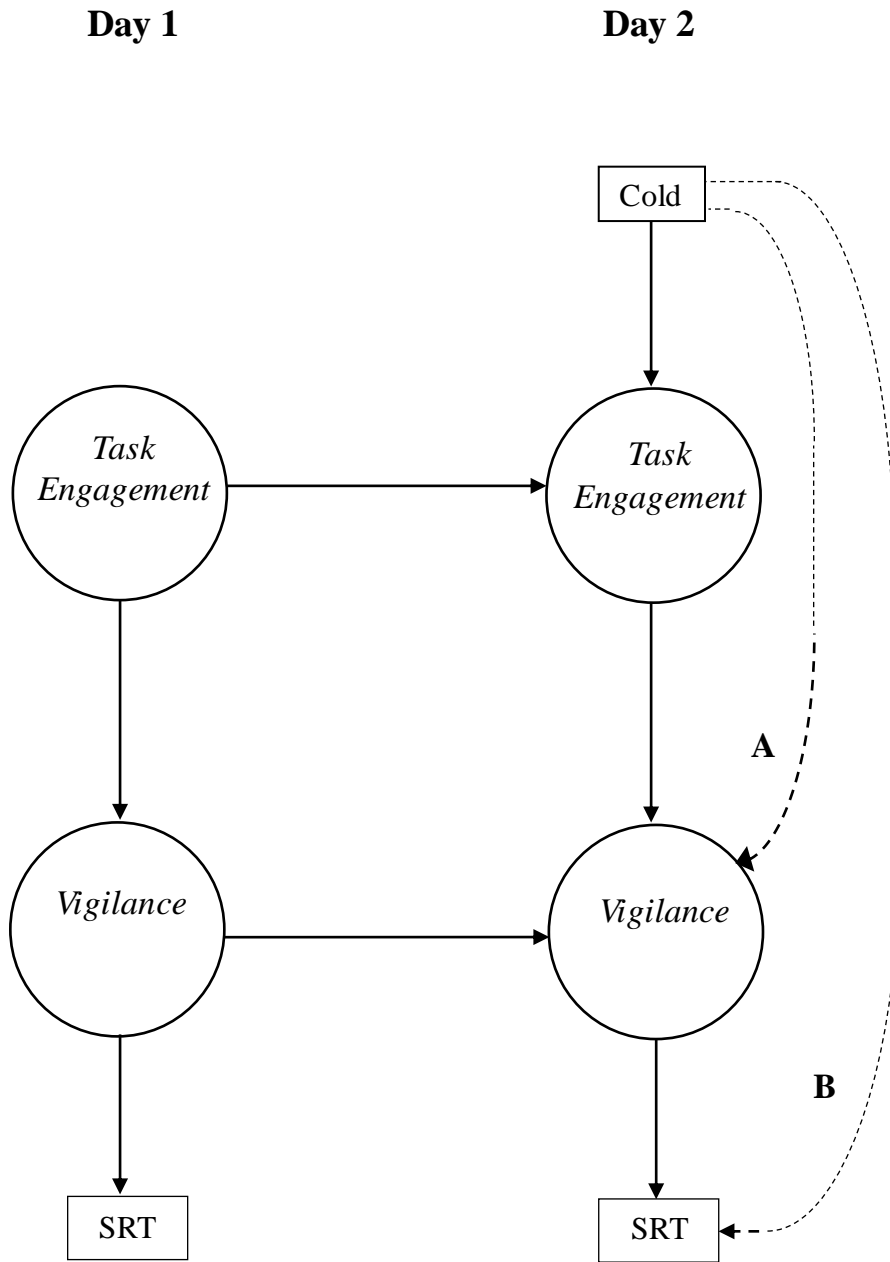 Day 1
Day 2
Cold
Task
Engagement
Task
Engagement
A
Vigilance
Vigilance
B
SRT
SRT